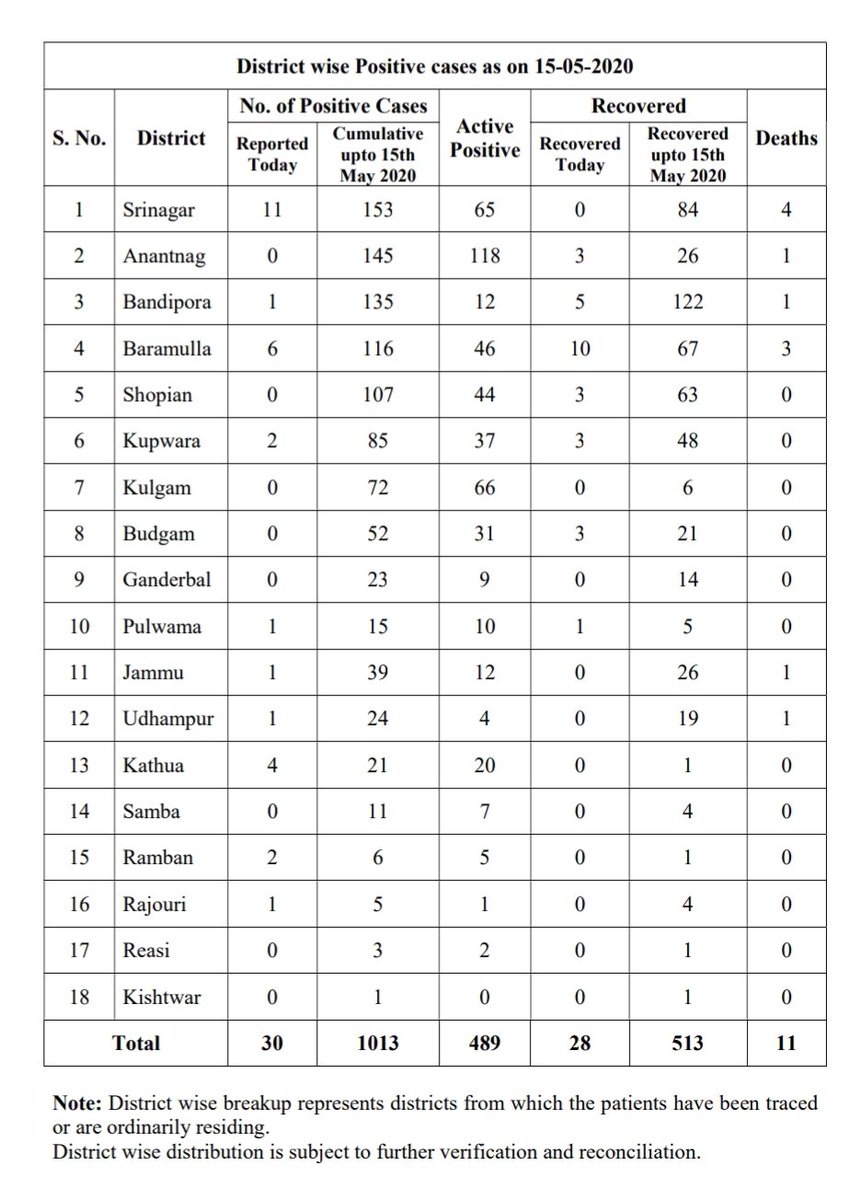 District wise Positive cases as on 15-05-2020
S. No. District No. of Positive Cases Active Positive Recovered Deaths
Reported Today Cumulative upto 15th May 2020 Recovered Today Recovered upto 15th May 2020
1 Srinagar 11 153 65 0 84 4
2 Anantnag 0 145 118 3 26 1
3 Bandipora 1 135 12 5 122 1
4 Baramulla 6 116 46 10 67 3
5 Shopian 0 107 44 3 63 0
6 Kupwara 2 85 37 3 48 0
7 Kulgam 0 72 66 0 6 0
8 Budgam 0 52 31 3 21 0
9 Ganderbal 0 23 9 0 14 0
10 Pulwama 1 15 10 1 5 0
11 Jammu 1 39 12 0 26 1
12 Udhampur 1 24 4 0 19 1
13 Kathua 4 21 20 0 1 0
14 Samba 0 11 7 0 4 0
15 Ramban 2 6 5 0 1 0
16 Rajouri 1 5 1 0 4 0
17 Reasi 0 3 2 0 1 0
18 Kishtwar 0 1 0 0 1 0
Total 30 1013 489 28 513 11
Note: District wise breakup represents districts from which the patients have been traced
or are ordinarily residing.
District wise distribution is subject to further verification and reconciliation.